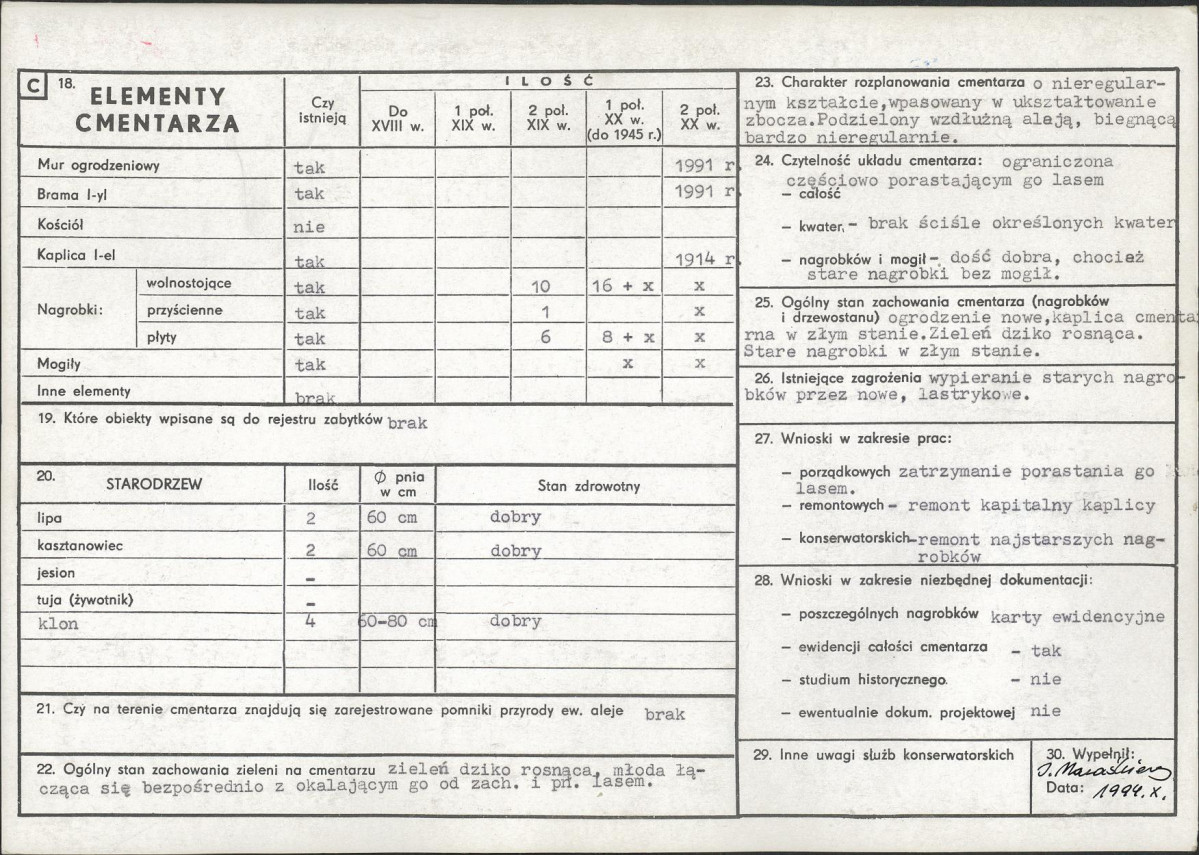 C 18. ELEMENTY CMENTARZA
Czy istnieją
ILOŚĆ
Do XVIII w.
1 poł. XIX w.
2 poł. XIX w.
1 poł. XX w. (do 1945 r.)
2 poł. XX w.
Mur ogrodzeniowy tak 1991 r.
Brama I-yl tak 1991 r.
Kościół nie
Kaplica I-el tak 1914 r.
Nagrobki: wolnostojące tak 10 16 + x x
przyścienne tak 1 x
płyty tak 6 8 + x x
Mogiły tak x x
Inne elementy brak
19. Które obiekty wpisane są do rejestru zabytków brak
20. STARODRZEW Ilość Ø pnia w cm Stan zdrowotny
lipa 2 60 cm dobry
kasztanowiec 2 60 cm dobry
jesion –
tuja (żywotnik) –
klon 4 60-80 cm dobry
21. Czy na terenie cmentarza znajdują się zarejestrowane pomniki przyrody ew. aleje brak
22. Ogólny stan zachowania zieleni na cmentarzu zieleń dziko rosnąca, młoda łą-
cząca się bezpośrednio z okalającym go od zach. i pn. lasem.
23. Charakter rozplanowania cmentarza o nieregular-
nym kształcie,wpasowany w ukształtowanie
zbocza.Podzielony wzdłużną aleją, biegnącą
bardzo nieregularnie.
24. Czytelność układu cmentarza: ograniczona
częściowo porastającym go lasem
– całość
– kwater. – brak ściśle określonych kwater
– nagrobków i mogił –. dość dobra, chocież
stare nagrobki bez mogił.
25. Ogólny stan zachowania cmentarza (nagrobków
i drzewostanu) ogrodzenie nowe,kaplica cmenta
rna w złym stanie.Zieleń dziko rosnąca.
Stare nagrobki w złym stanie.
26. Istniejące zagrożenia wypieranie starych nagro-
bków przez nowe, lastrykowe.
27. Wnioski w zakresie prac:
– porządkowych zatrzymanie porastania go
lasem.
– remontowych – remont kapitalny kaplicy
– konserwatorskich–remont najstarszych nag-
robków
28. Wnioski w zakresie niezbędnej dokumentacji:
– poszczególnych nagrobków karty ewidencyjne
– ewidencji całości cmentarza – tak
– studium historycznego. – nie
– ewentualnie dokum. projektowej nie
29. Inne uwagi służb konserwatorskich
30. Wypełnił:
Data: 1994.X.